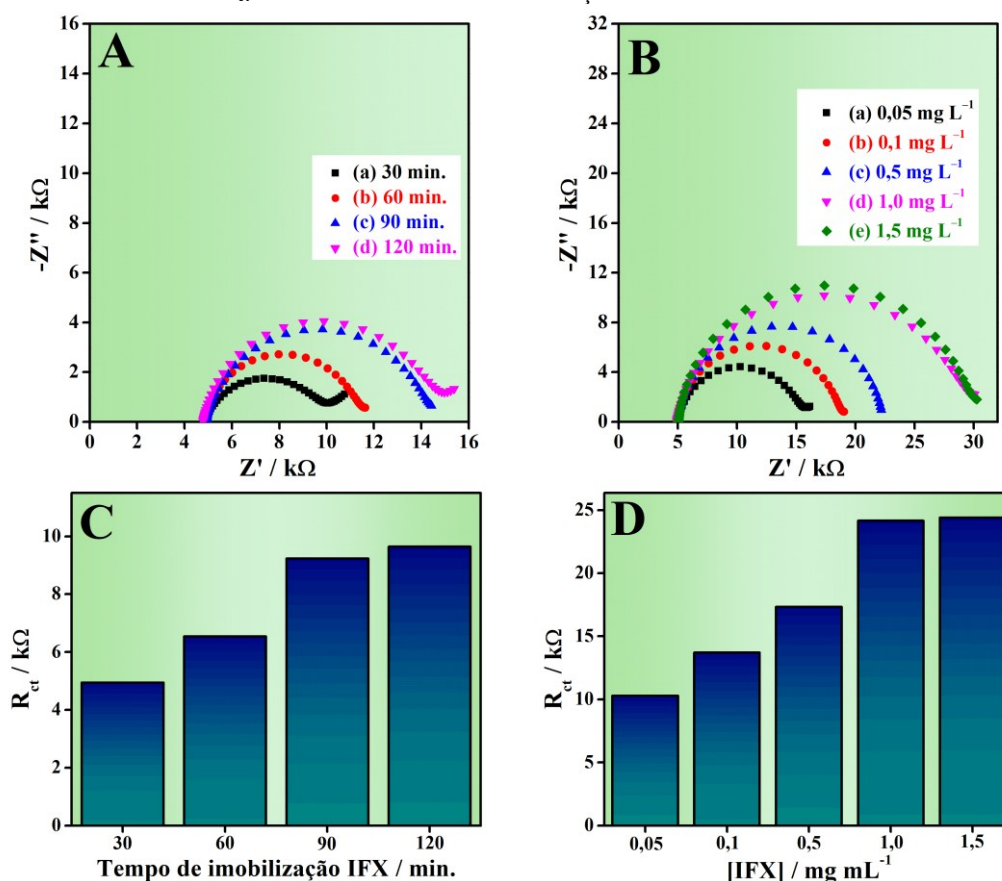 A
-Z'' / kΩ
16
14
12
10
8
6
4
2
0
0 2 4 6 8 10 12 14 16
Z' / kΩ
(a) 30 min.
(b) 60 min.
(c) 90 min.
(d) 120 min.
B
-Z'' / kΩ
32
28
24
20
16
12
8
4
0
0 5 10 15 20 25 30
Z' / kΩ
(a) 0,05 mg L⁻¹
(b) 0,1 mg L⁻¹
(c) 0,5 mg L⁻¹
(d) 1,0 mg L⁻¹
(e) 1,5 mg L⁻¹
C
R_ct / kΩ
10
8
6
4
2
0
30 60 90 120
Tempo de imobilização IFX / min.
D
R_ct / kΩ
25
20
15
10
5
0
0,05 0,1 0,5 1,0 1,5
[IFX] / mg mL⁻¹